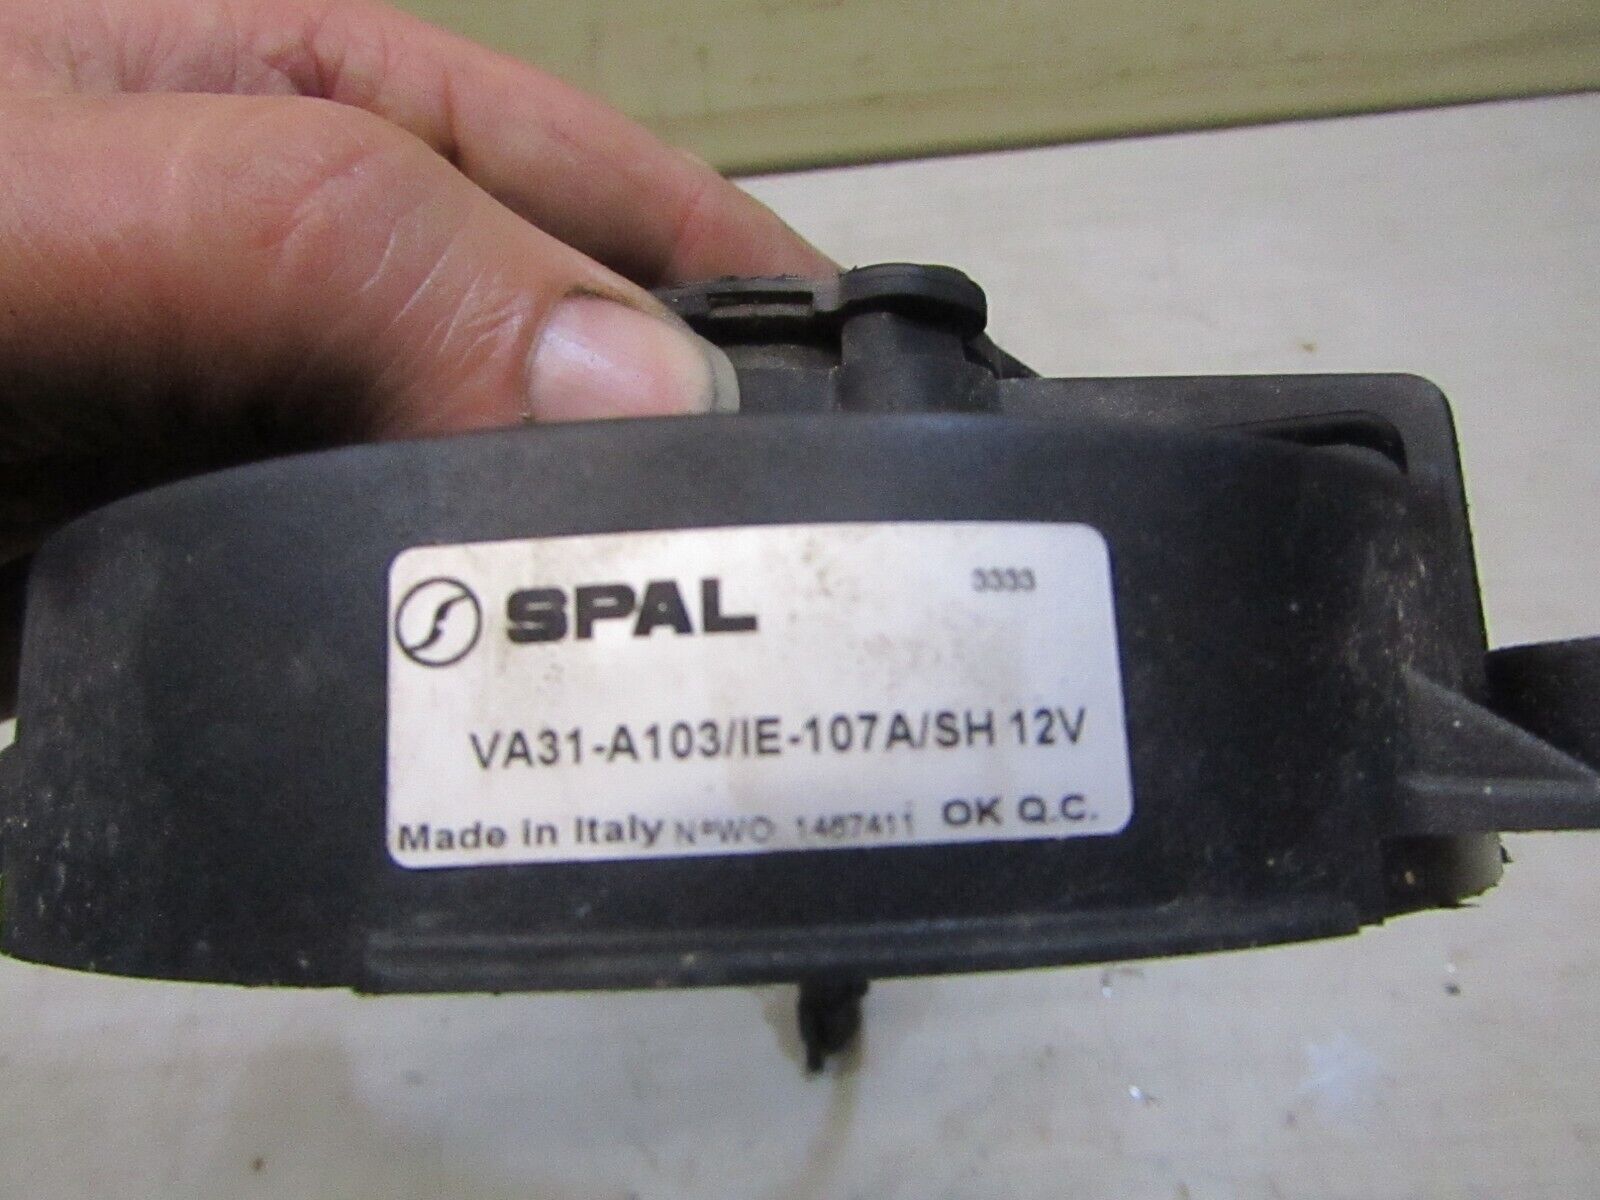 SPAL 3333
VA31-A103/IE-107A/SH 12V
Made in Italy N°WO: 1467411 OK Q.C.